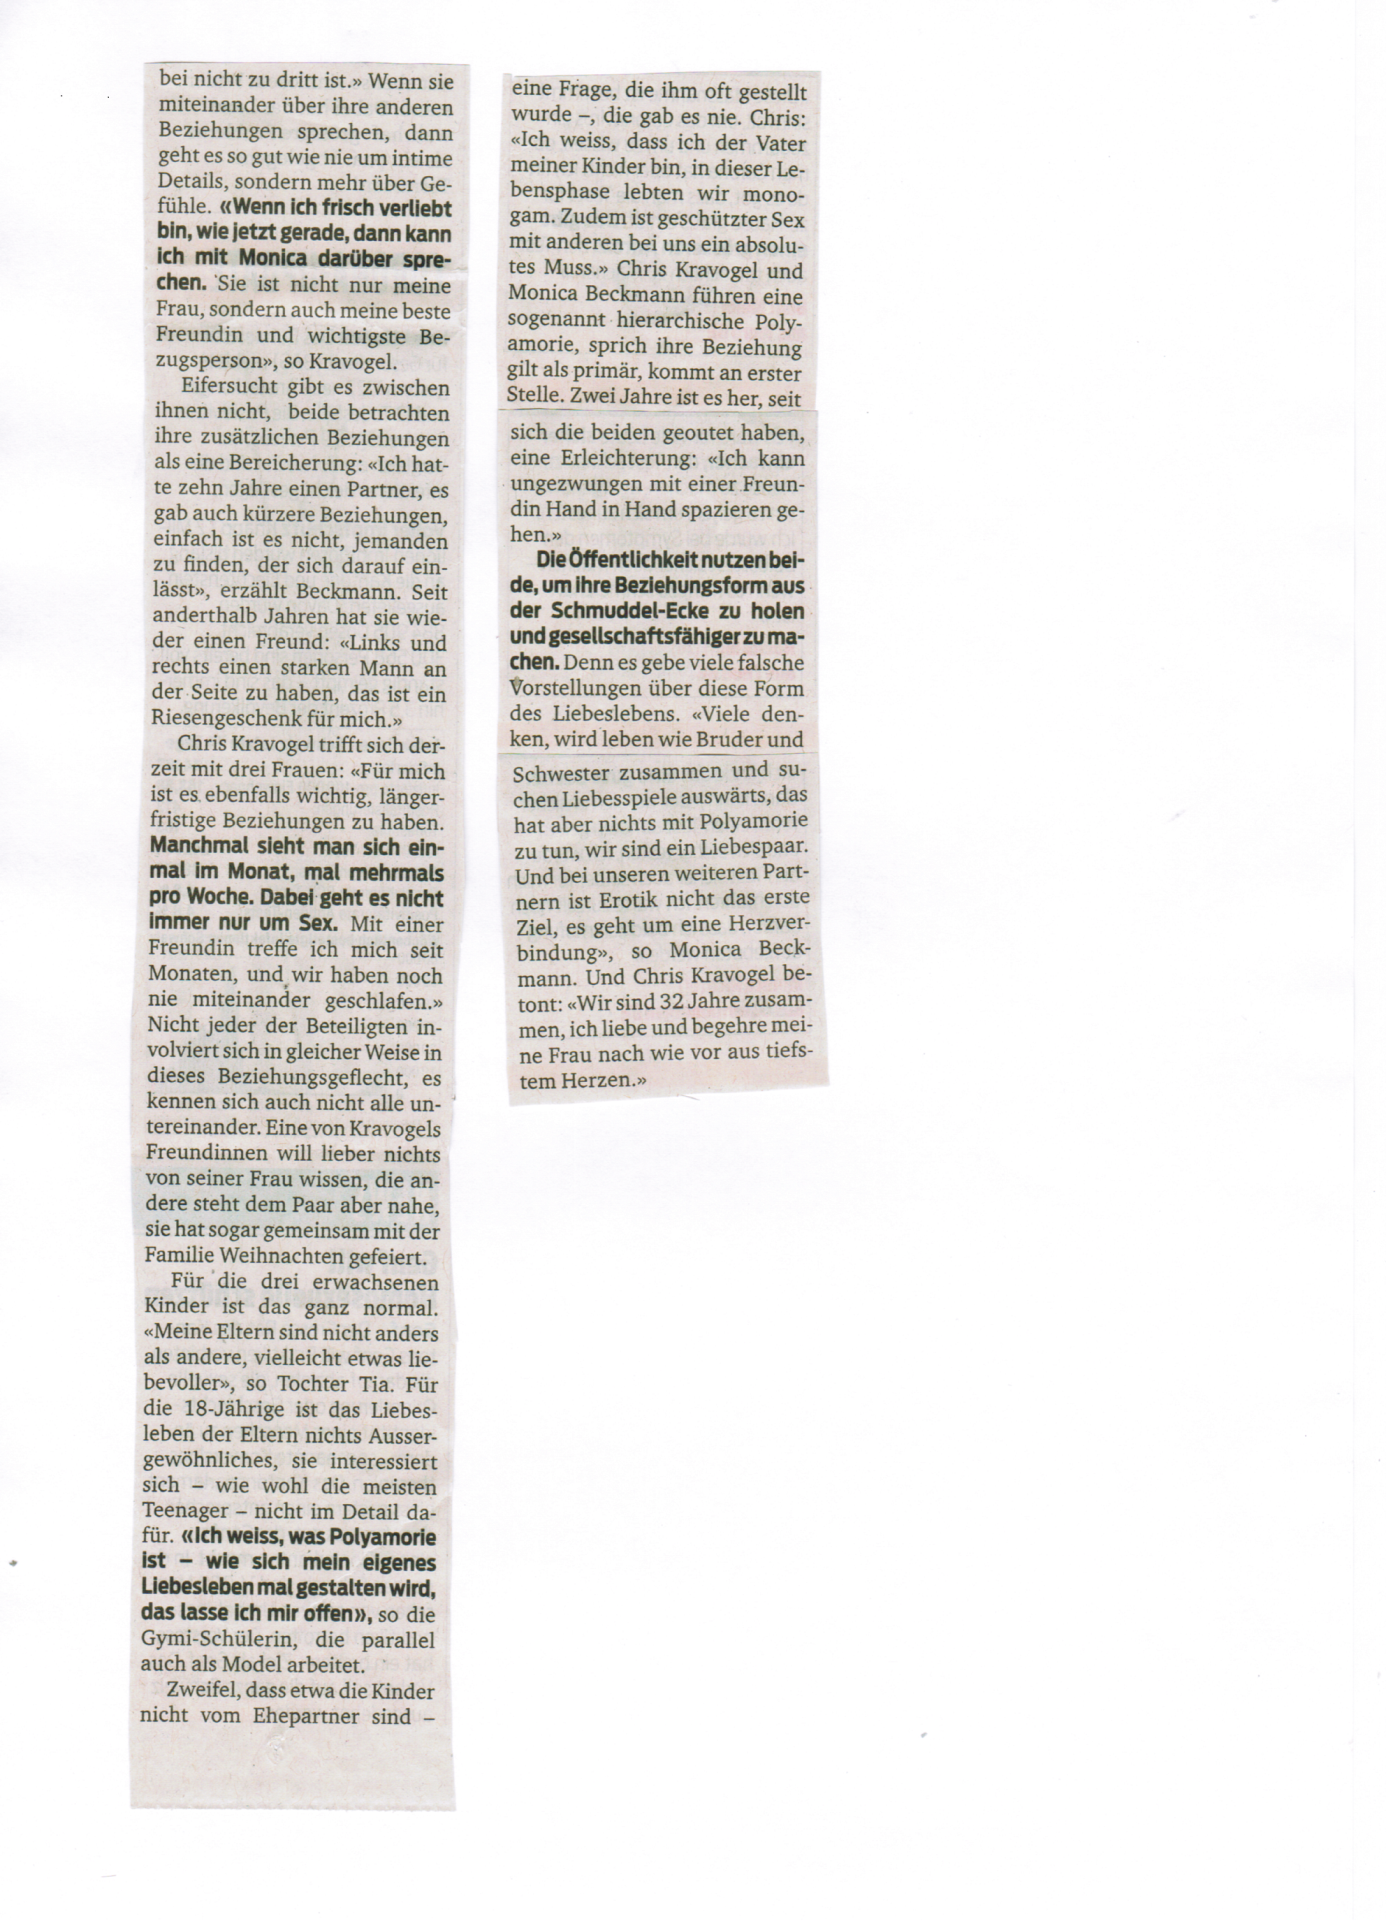 bei nicht zu dritt ist.» Wenn sie
miteinander über ihre anderen
Beziehungen sprechen, dann
geht es so gut wie nie um intime
Details, sondern mehr über Ge-
fühle. «Wenn ich frisch verliebt
bin, wie jetzt gerade, dann kann
ich mit Monica darüber spre-
chen. Sie ist nicht nur meine
Frau, sondern auch meine beste
Freundin und wichtigste Be-
zugsperson», so Kravogel.
Eifersucht gibt es zwischen
ihnen nicht, beide betrachten
ihre zusätzlichen Beziehungen
als eine Bereicherung: «Ich hat-
te zehn Jahre einen Partner, es
gab auch kürzere Beziehungen,
einfach ist es nicht, jemanden
zu finden, der sich darauf ein-
lässt», erzählt Beckmann. Seit
anderthalb Jahren hat sie wie-
der einen Freund: «Links und
rechts einen starken Mann an
der Seite zu haben, das ist ein
Riesengeschenk für mich.»
Chris Kravogel trifft sich der-
zeit mit drei Frauen: «Für mich
ist es ebenfalls wichtig, länger-
fristige Beziehungen zu haben.
Manchmal sieht man sich ein-
mal im Monat, mal mehrmals
pro Woche. Dabei geht es nicht
immer nur um Sex. Mit einer
Freundin treffe ich mich seit
Monaten, und wir haben noch
nie miteinander geschlafen.»
Nicht jeder der Beteiligten in-
volviert sich in gleicher Weise in
dieses Beziehungsgeflecht, es
kennen sich auch nicht alle un-
tereinander. Eine von Kravogels
Freundinnen will lieber nichts
von seiner Frau wissen, die an-
dere steht dem Paar aber nahe,
sie hat sogar gemeinsam mit der
Familie Weihnachten gefeiert.
Für die drei erwachsenen
Kinder ist das ganz normal.
«Meine Eltern sind nicht anders
als andere, vielleicht etwas lie-
bevoller», so Tochter Tia. Für
die 18-Jährige ist das Liebes-
leben der Eltern nichts Ausser-
gewöhnliches, sie interessiert
sich – wie wohl die meisten
Teenager – nicht im Detail da-
für. «Ich weiss, was Polyamorie
ist – wie sich mein eigenes
Liebesleben mal gestalten wird,
das lasse ich mir offen», so die
Gymi-Schülerin, die parallel
auch als Model arbeitet.
Zweifel, dass etwa die Kinder
nicht vom Ehepartner sind –
eine Frage, die ihm oft gestellt
wurde –, die gab es nie. Chris:
«Ich weiss, dass ich der Vater
meiner Kinder bin, in dieser Le-
bensphase lebten wir mono-
gam. Zudem ist geschützter Sex
mit anderen bei uns ein absolu-
tes Muss.» Chris Kravogel und
Monica Beckmann führen eine
sogenannt hierarchische Poly-
amorie, sprich ihre Beziehung
gilt als primär, kommt an erster
Stelle. Zwei Jahre ist es her, seit
sich die beiden geoutet haben,
eine Erleichterung: «Ich kann
ungezwungen mit einer Freun-
din Hand in Hand spazieren ge-
hen.»
Die Öffentlichkeit nutzen bei-
de, um ihre Beziehungsform aus
der Schmuddel-Ecke zu holen
und gesellschaftsfähiger zu ma-
chen. Denn es gebe viele falsche
Vorstellungen über diese Form
des Liebeslebens. «Viele den-
ken, wird leben wie Bruder und
Schwester zusammen und su-
chen Liebesspiele auswärts, das
hat aber nichts mit Polyamorie
zu tun, wir sind ein Liebespaar.
Und bei unseren weiteren Part-
nern ist Erotik nicht das erste
Ziel, es geht um eine Herzver-
bindung», so Monica Beck-
mann. Und Chris Kravogel be-
tont: «Wir sind 32 Jahre zusam-
men, ich liebe und begehre mei-
ne Frau nach wie vor aus tiefs-
tem Herzen.»